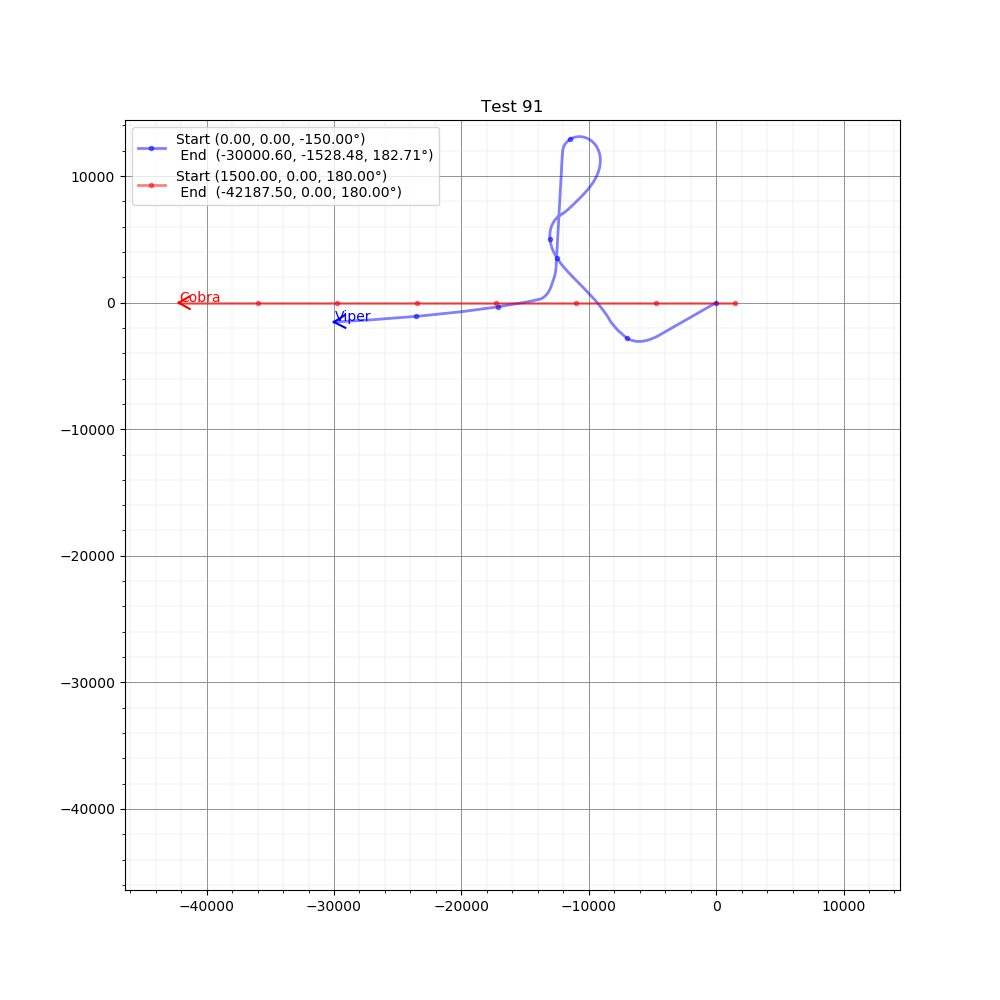 Test 91
Start (0.00, 0.00, -150.00°)
End (-30000.60, -1528.48, 182.71°)
Start (1500.00, 0.00, 180.00°)
End (-42187.50, 0.00, 180.00°)
10000
0
−10000
−20000
−30000
−40000
Cobra
Viper
−40000 −30000 −20000 −10000 0 10000